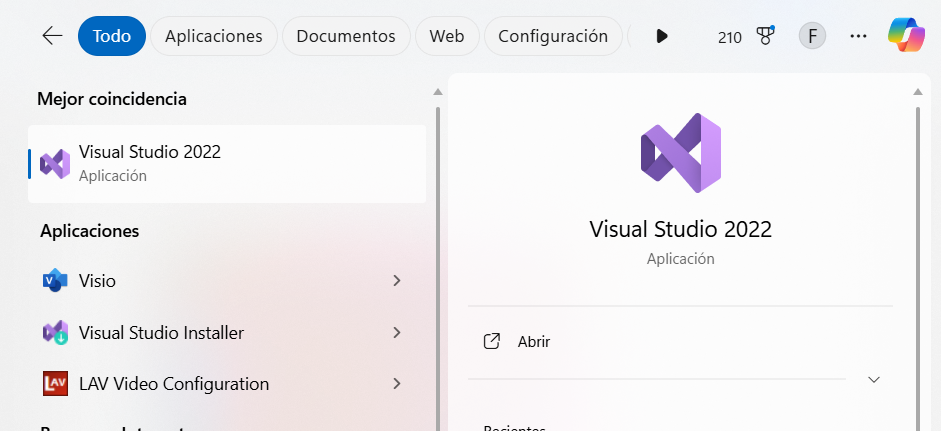 Todo Aplicaciones Documentos Web Configuración 210 F
Mejor coincidencia
Visual Studio 2022
Aplicación
Aplicaciones
Visio
Visual Studio Installer
LAV Video Configuration
Visual Studio 2022
Aplicación
Abrir
Recientes